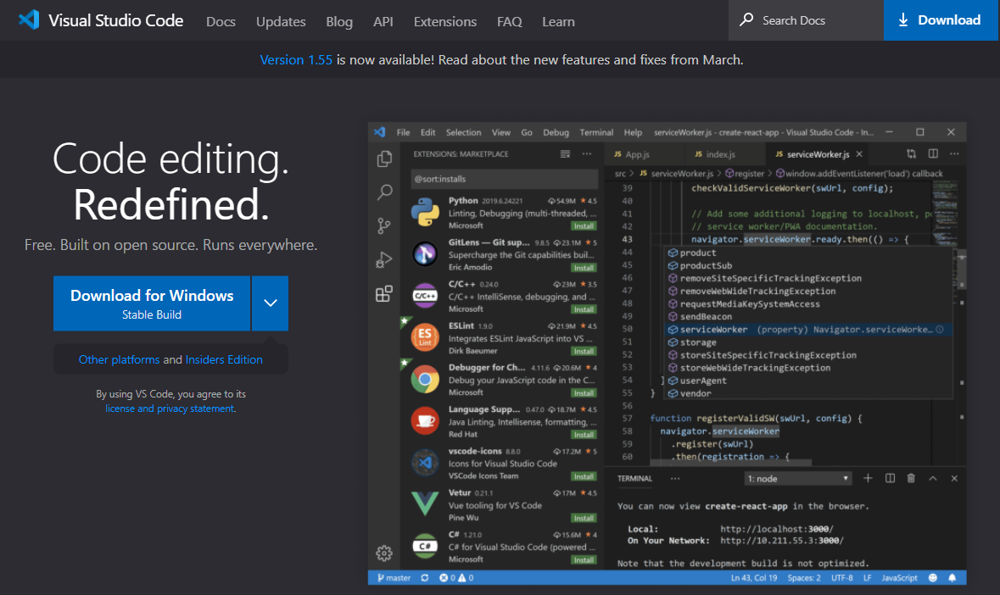 Visual Studio Code Docs Updates Blog API Extensions FAQ Learn Search Docs Download
Version 1.55 is now available! Read about the new features and fixes from March.
Code editing.
Redefined.
Free. Built on open source. Runs everywhere.
Download for Windows
Stable Build
Other platforms and Insiders Edition
By using VS Code, you agree to its
license and privacy statement.
File Edit Selection View Go Debug Terminal Help serviceWorker.js - create-react-app - Visual Studio Code - In...
EXTENSIONS: MARKETPLACE ...
@sort:installs
Python 2019.6.24221 54.9M 4.5
Linting, Debugging (multi-threaded, ...
Microsoft Install
GitLens — Git sup... 9.8.5 23.1M 5
Supercharge the Git capabilities buil...
Eric Amodio Install
C/C++ 0.24.0 23M 3.5
C/C++ C/C++ IntelliSense, debugging, and ...
Microsoft Install
ESLint 1.9.0 21.9M 4.5
ES Lint Integrates ESLint JavaScript into VS ...
Dirk Baeumer Install
Debugger for Ch... 4.11.6 20.6M 4
Debug your JavaScript code in the C...
Microsoft Install
Language Supp... 0.47.0 18.7M 4.5
Java Linting, Intellisense, formatting, ...
Red Hat Install
vscode-icons 8.8.0 17.2M 5
Icons for Visual Studio Code
VSCode Icons Team Install
Vetur 0.21.1 17M 4.5
Vue tooling for VS Code
Pine Wu Install
C# 1.21.0 15.6M 4
C# C# for Visual Studio Code (powered ...
Microsoft Install
JS App.js JS index.js JS serviceWorker.js ...
src > JS serviceWorker.js > register > window.addEventListener('load') callback
39 checkValidServiceWorker(swUrl, config);
40
41 // Add some additional logging to localhost, po
42 // service worker/PWA documentation.
43 navigator.serviceWorker.ready.then(() => {
44 product
45 productSub
46 removeSiteSpecificTrackingException
47 removeWebWideTrackingException
48 requestMediaKeySystemAccess
49 sendBeacon
50 serviceWorker (property) Navigator.serviceWorke...
51 storage
52 storeSiteSpecificTrackingException
53 storeWebWideTrackingException
54 } userAgent
55 } vendor
56
57 function registerValidSW(swUrl, config) {
58 navigator.serviceWorker
59 .register(swUrl)
60 .then(registration => {
TERMINAL ... 1: node
You can now view create-react-app in the browser.
Local: http://localhost:3000/
On Your Network: http://10.211.55.3:3000/
Note that the development build is not optimized.
master 0 0 Ln 43, Col 19 Spaces: 2 UTF-8 LF JavaScript